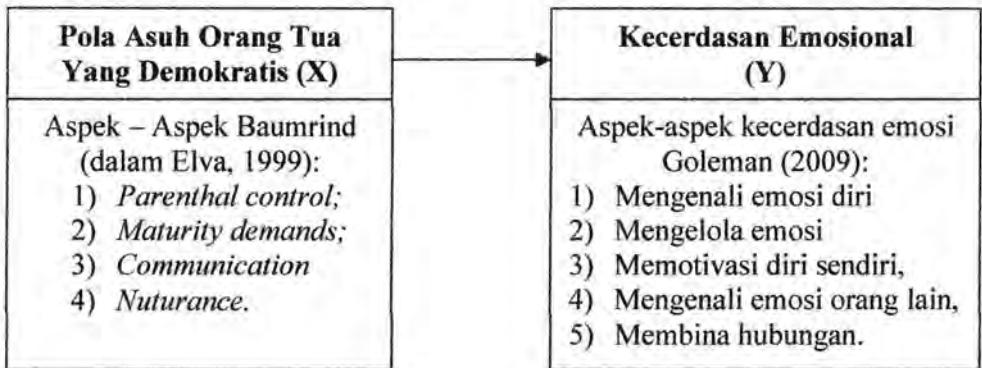 Pola Asuh Orang Tua
Yang Demokratis (X)
Aspek – Aspek Baumrind
(dalam Elva, 1999):
1) Parenthal control;
2) Maturity demands;
3) Communication
4) Nuturance.
Kecerdasan Emosional
(Y)
Aspek-aspek kecerdasan emosi
Goleman (2009):
1) Mengenali emosi diri
2) Mengelola emosi
3) Memotivasi diri sendiri,
4) Mengenali emosi orang lain,
5) Membina hubungan.